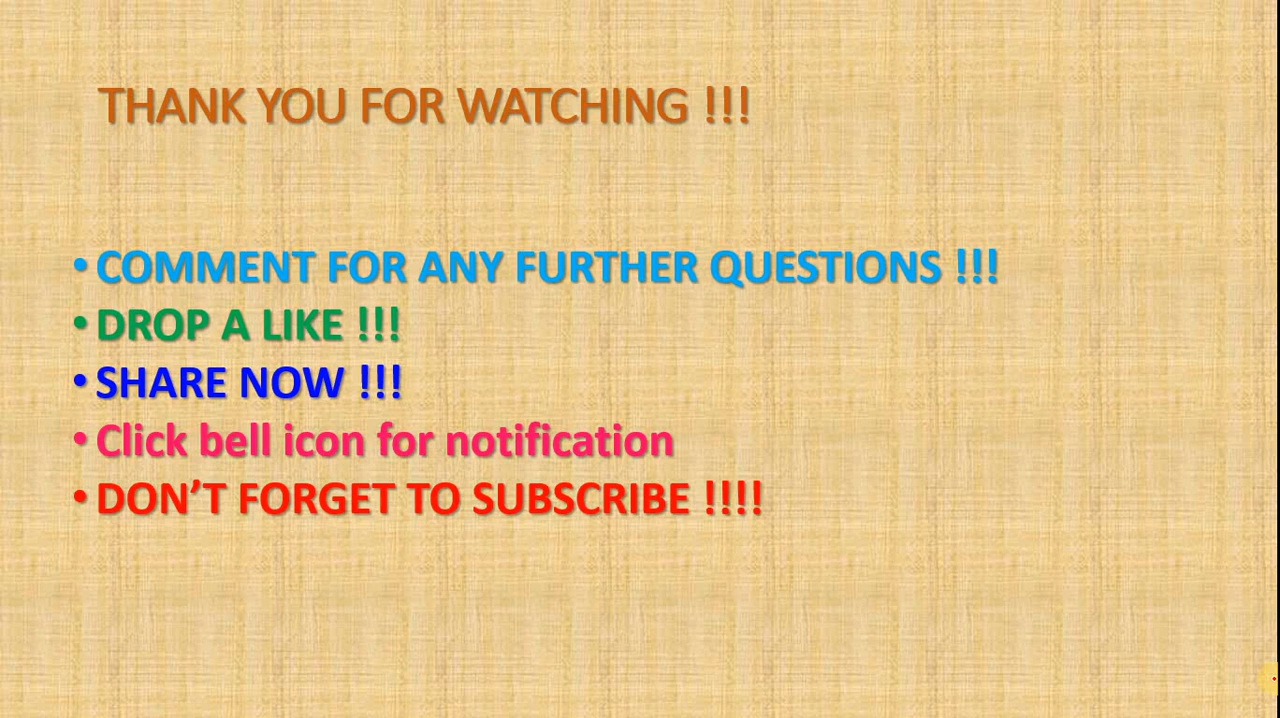 THANK YOU FOR WATCHING !!!
• COMMENT FOR ANY FURTHER QUESTIONS !!!
• DROP A LIKE !!!
• SHARE NOW !!!
• Click bell icon for notification
• DON’T FORGET TO SUBSCRIBE !!!!